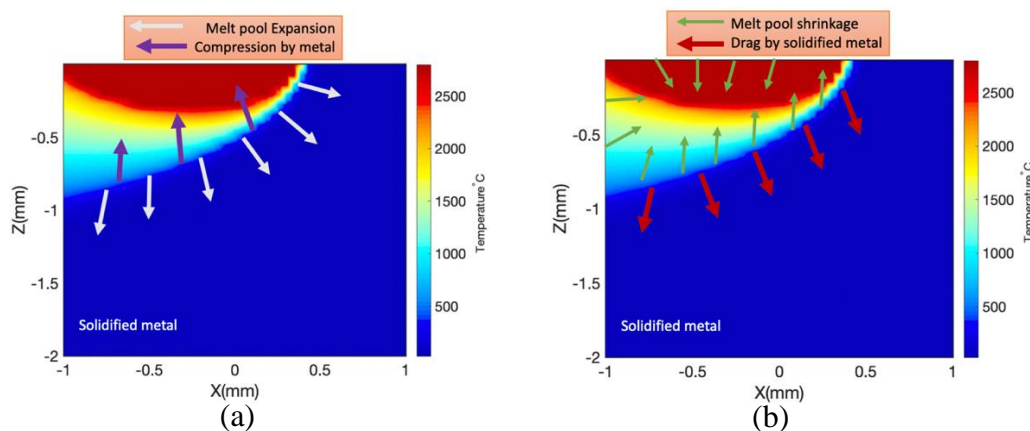 Melt pool Expansion
Compression by metal
Z(mm)
-0.5
-1
-1.5
-2
-1
-0.5
0
0.5
1
X(mm)
Solidified metal
2500
2000
1500
1000
500
Temperature°C
(a)
Melt pool shrinkage
Drag by solidified metal
Z(mm)
-0.5
-1
-1.5
-2
-1
-0.5
0
0.5
1
X(mm)
Solidified metal
2500
2000
1500
1000
500
Temperature°C
(b)